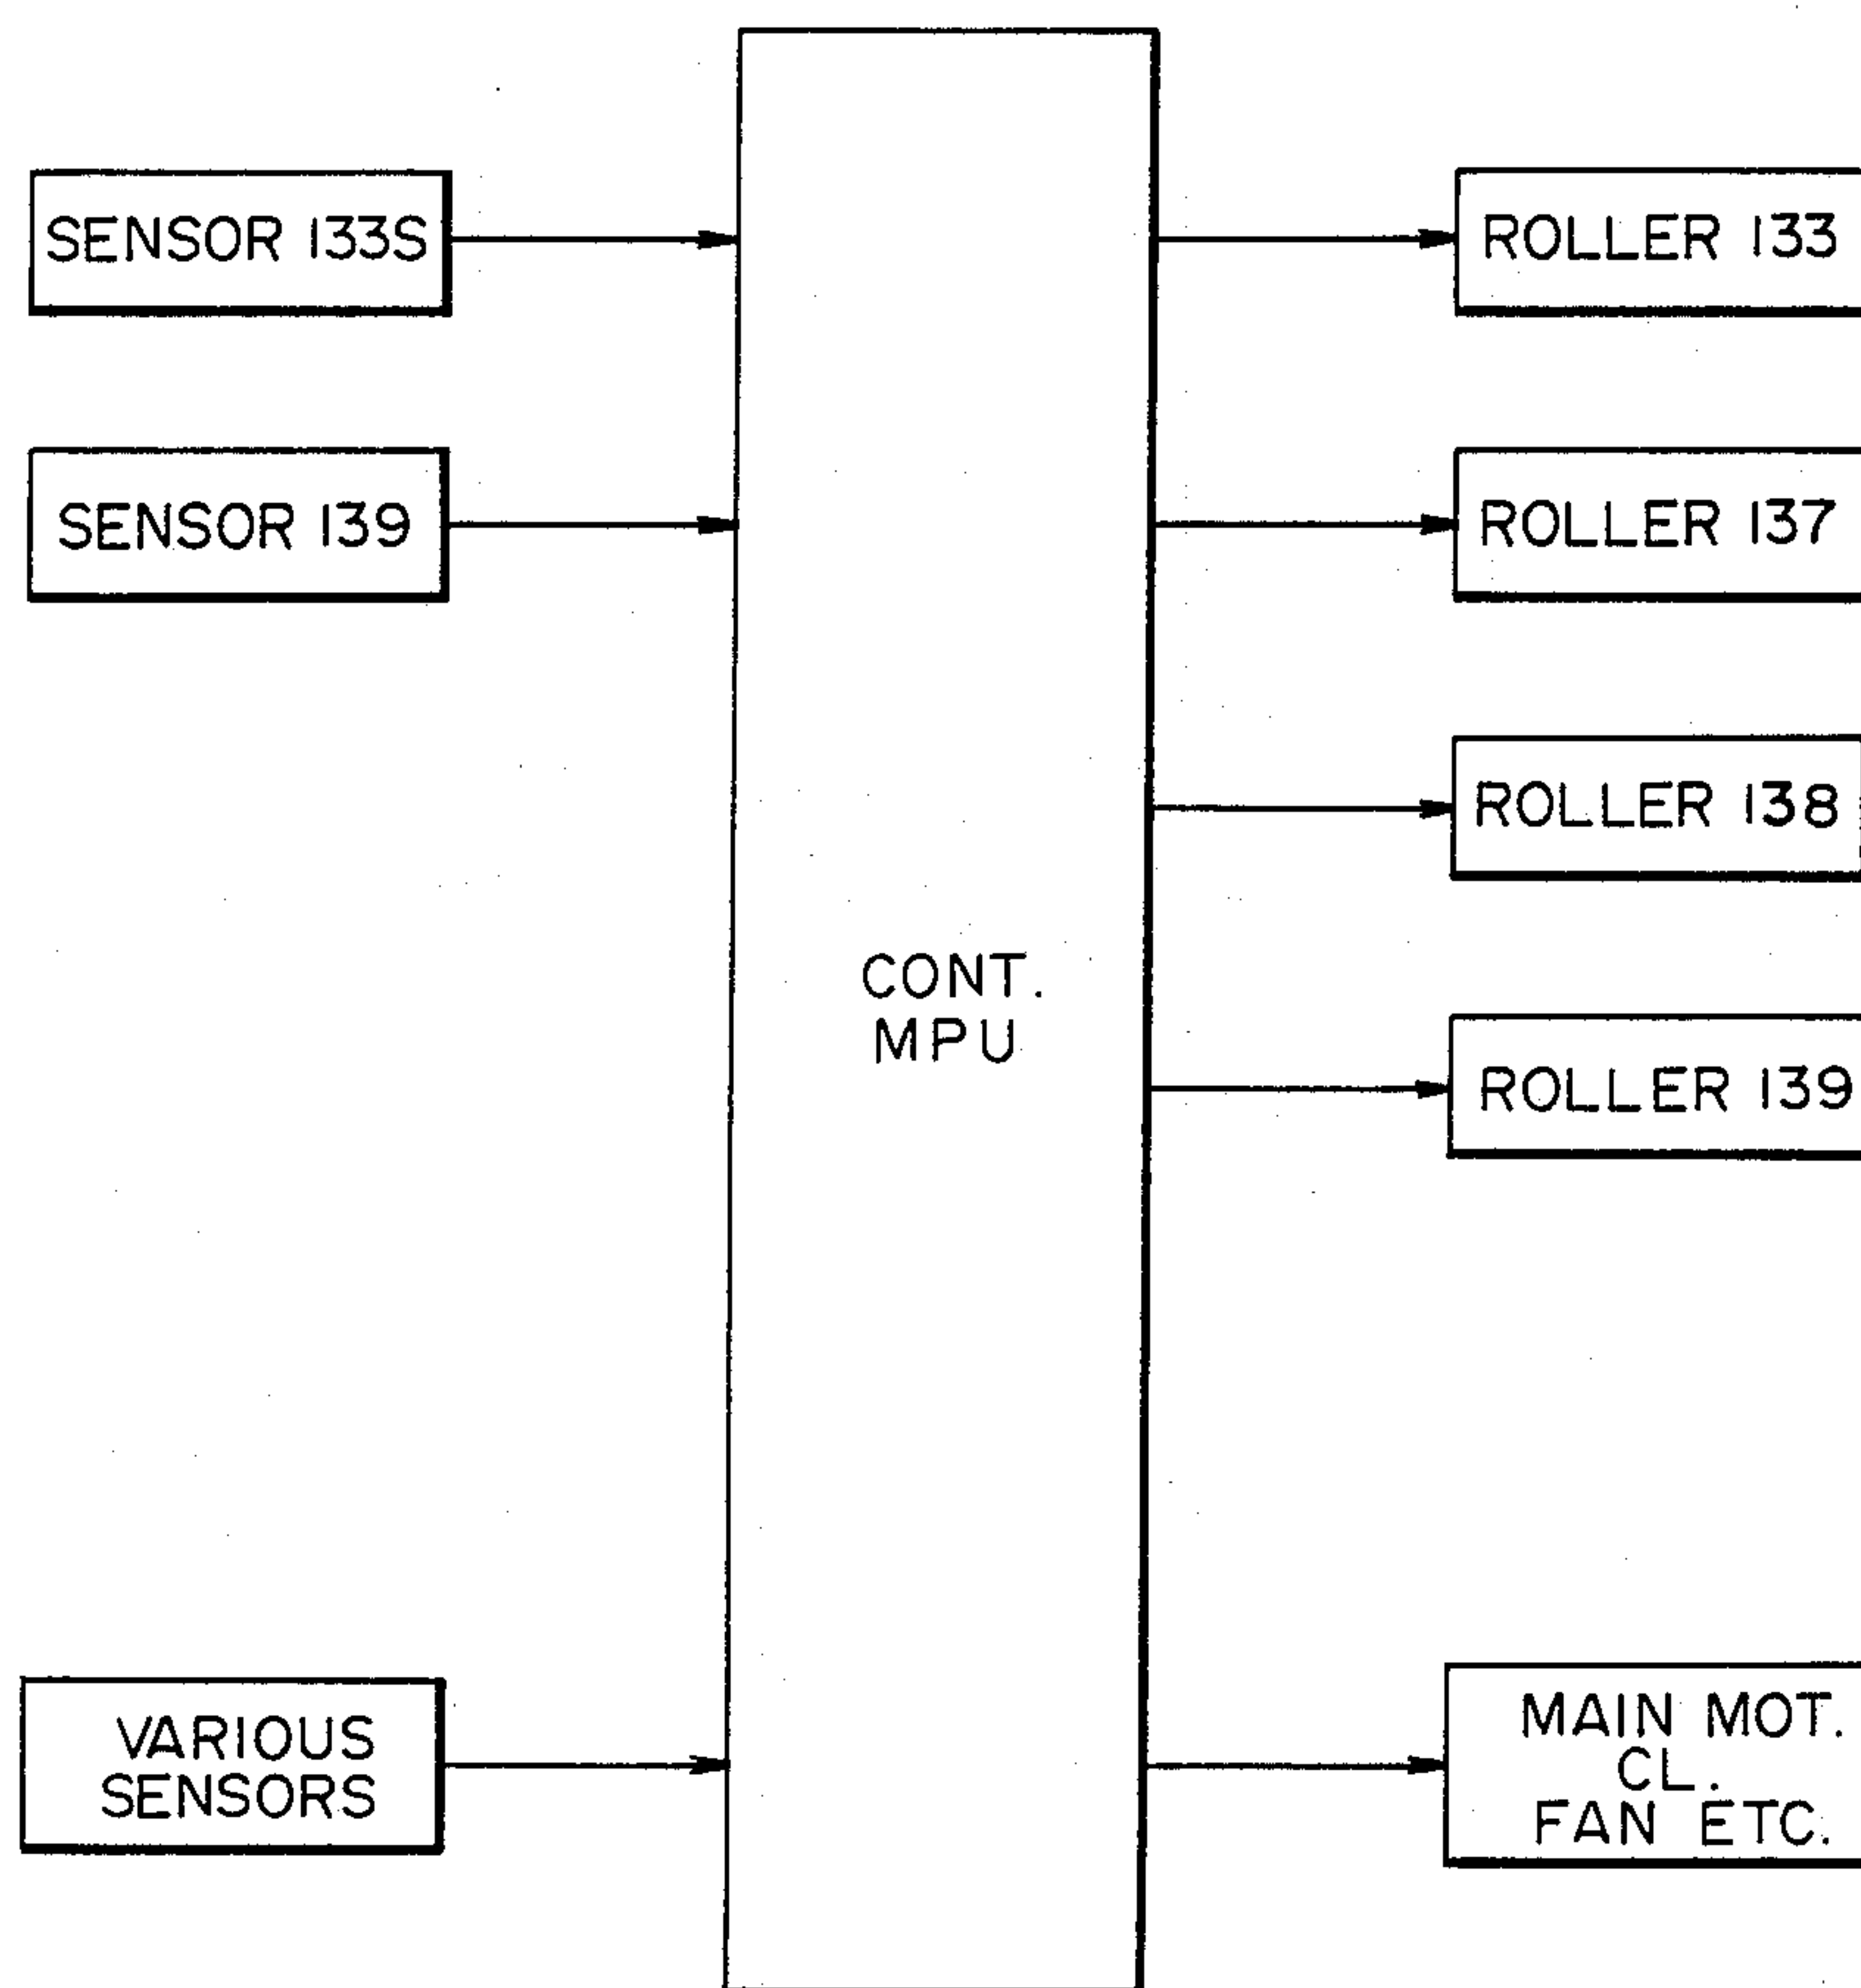 SENSOR 133S
SENSOR 139
VARIOUS
SENSORS
CONT.
MPU
ROLLER 133
ROLLER 137
ROLLER 138
ROLLER 139
MAIN MOT.
CL.
FAN ETC.